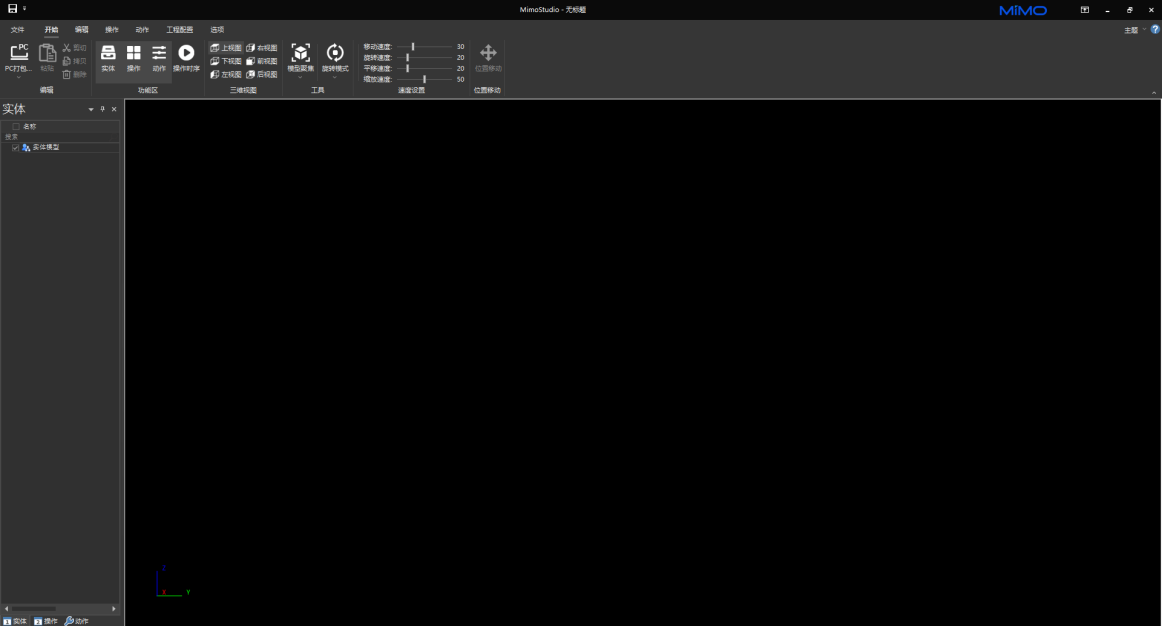 MimoStudio - 无标题
MiMO
文件 开始 编辑 操作 动作 工程配置 选项 主题
PC
PC打包... 粘贴 剪切 拷贝 删除
编辑
实体 操作 动作 操作时序
功能区
上视图 右视图
下视图 前视图
左视图 后视图
三维视图
模型聚焦 旋转模式
工具
移动速度: 30
旋转速度: 20
平移速度: 20
缩放速度: 50
速度设置
位置移动
位置移动
实体
名称
搜索
实体模型
Z
X Y
1 实体 2 操作 动作